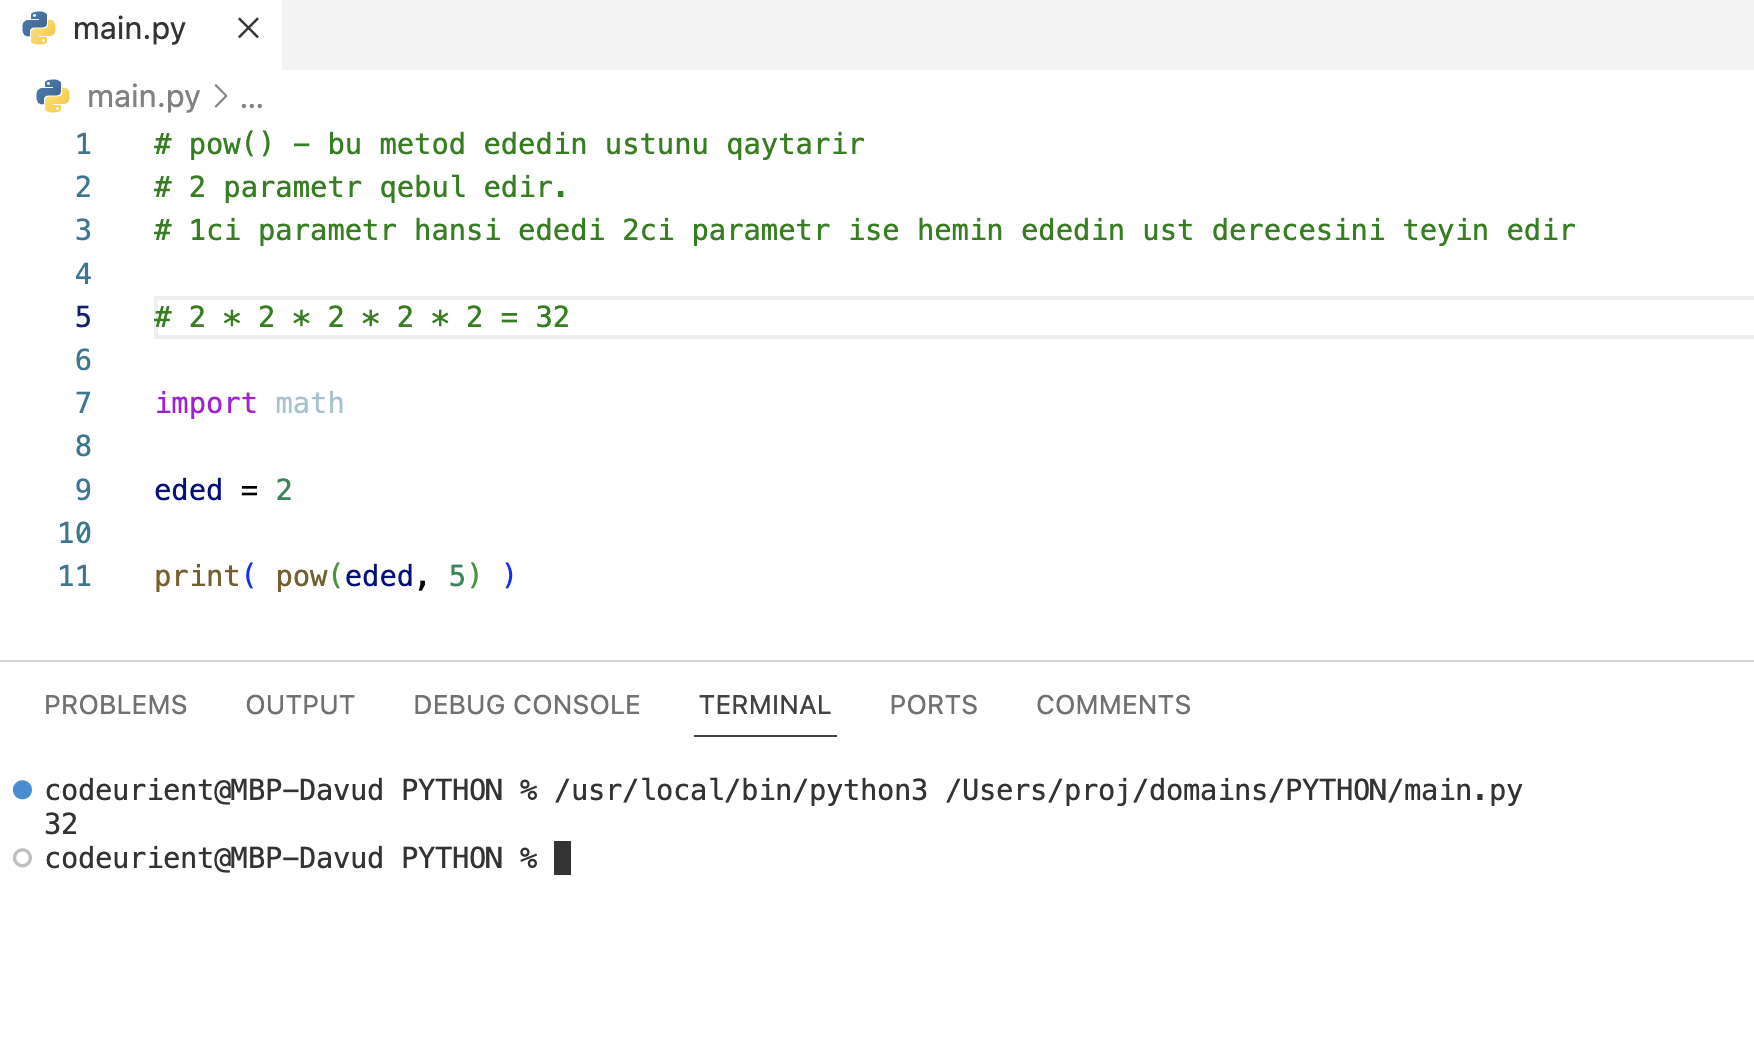 main.py
main.py > ...
1 # pow() - bu metod ededin ustunu qaytarir
2 # 2 parametr qebul edir.
3 # 1ci parametr hansi ededi 2ci parametr ise hemin ededin ust derecesini teyin edir
4
5 # 2 * 2 * 2 * 2 * 2 = 32
6
7 import math
8
9 eded = 2
10
11 print( pow(eded, 5) )
PROBLEMS OUTPUT DEBUG CONSOLE TERMINAL PORTS COMMENTS
codeurient@MBP-Davud PYTHON % /usr/local/bin/python3 /Users/proj/domains/PYTHON/main.py
32
codeurient@MBP-Davud PYTHON %